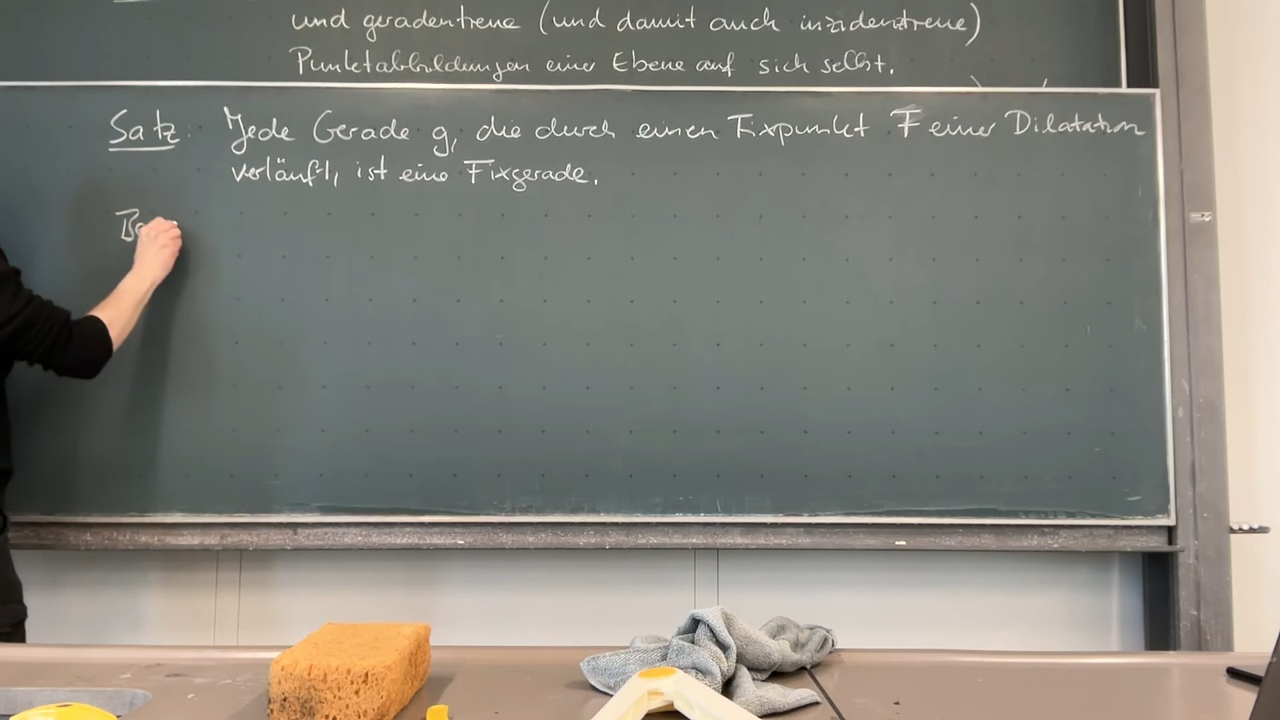 und geradentreue (und damit auch inzidenztreue)
Punktabbildungen einer Ebene auf sich selbst.
Satz: Jede Gerade g, die durch einen Fixpunkt F einer Dilatation
verläuft, ist eine Fixgerade.
Be